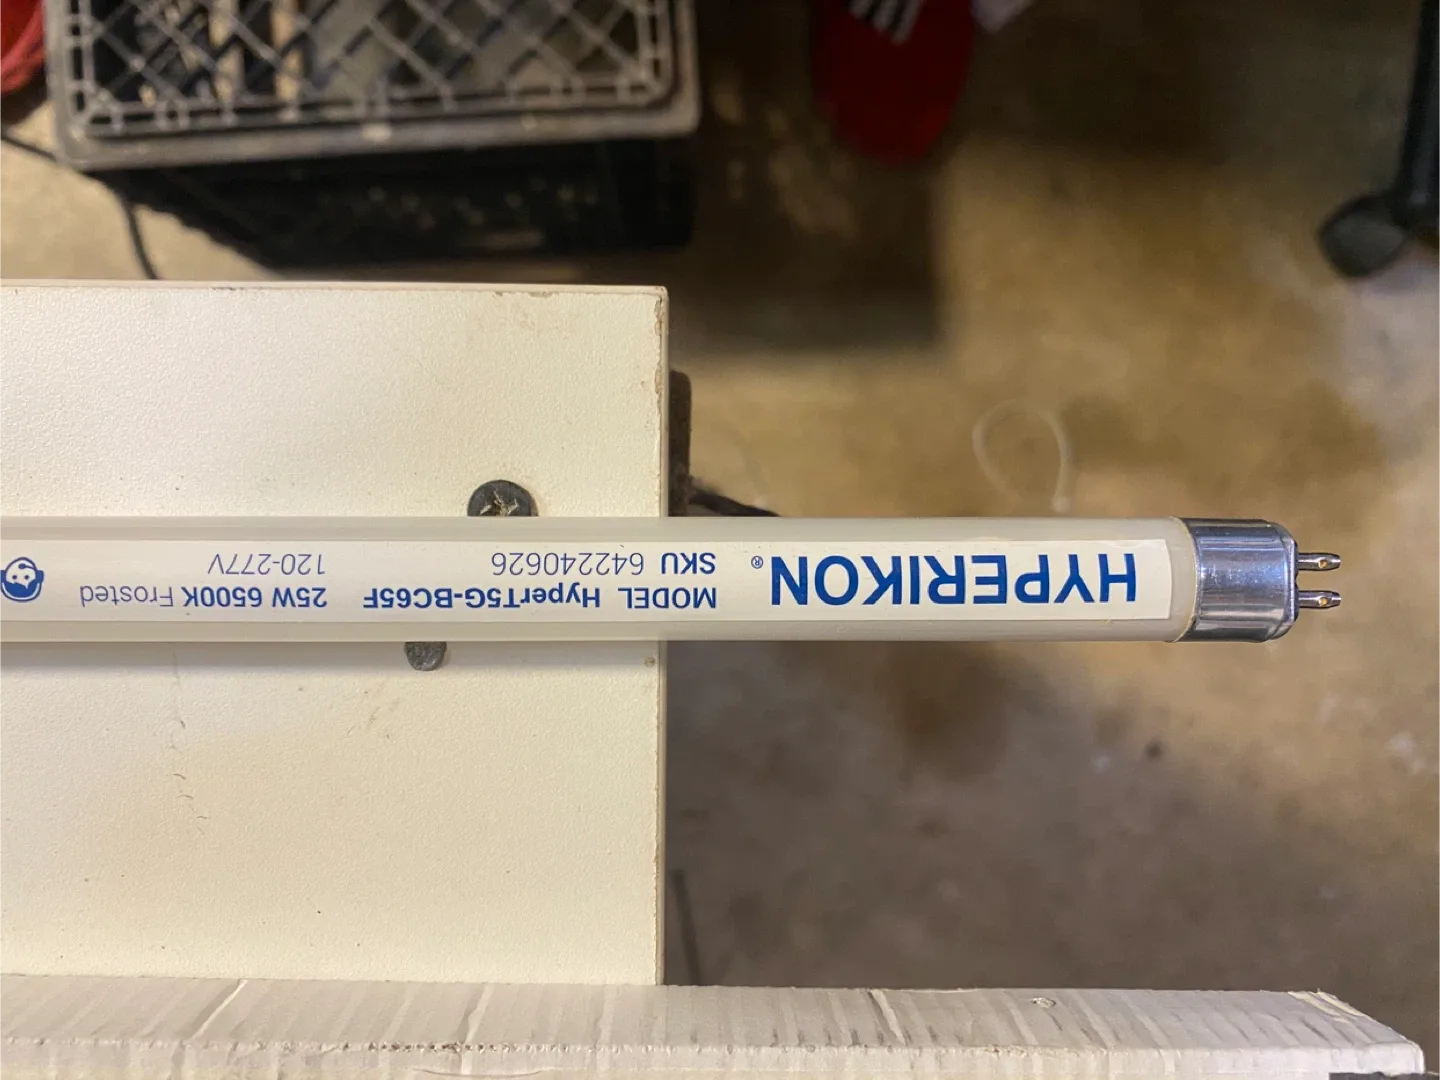 HYPERIKON®
MODEL HyperT5G-BC65F
SKU 642240626
25W 6500K Frosted
120-277V